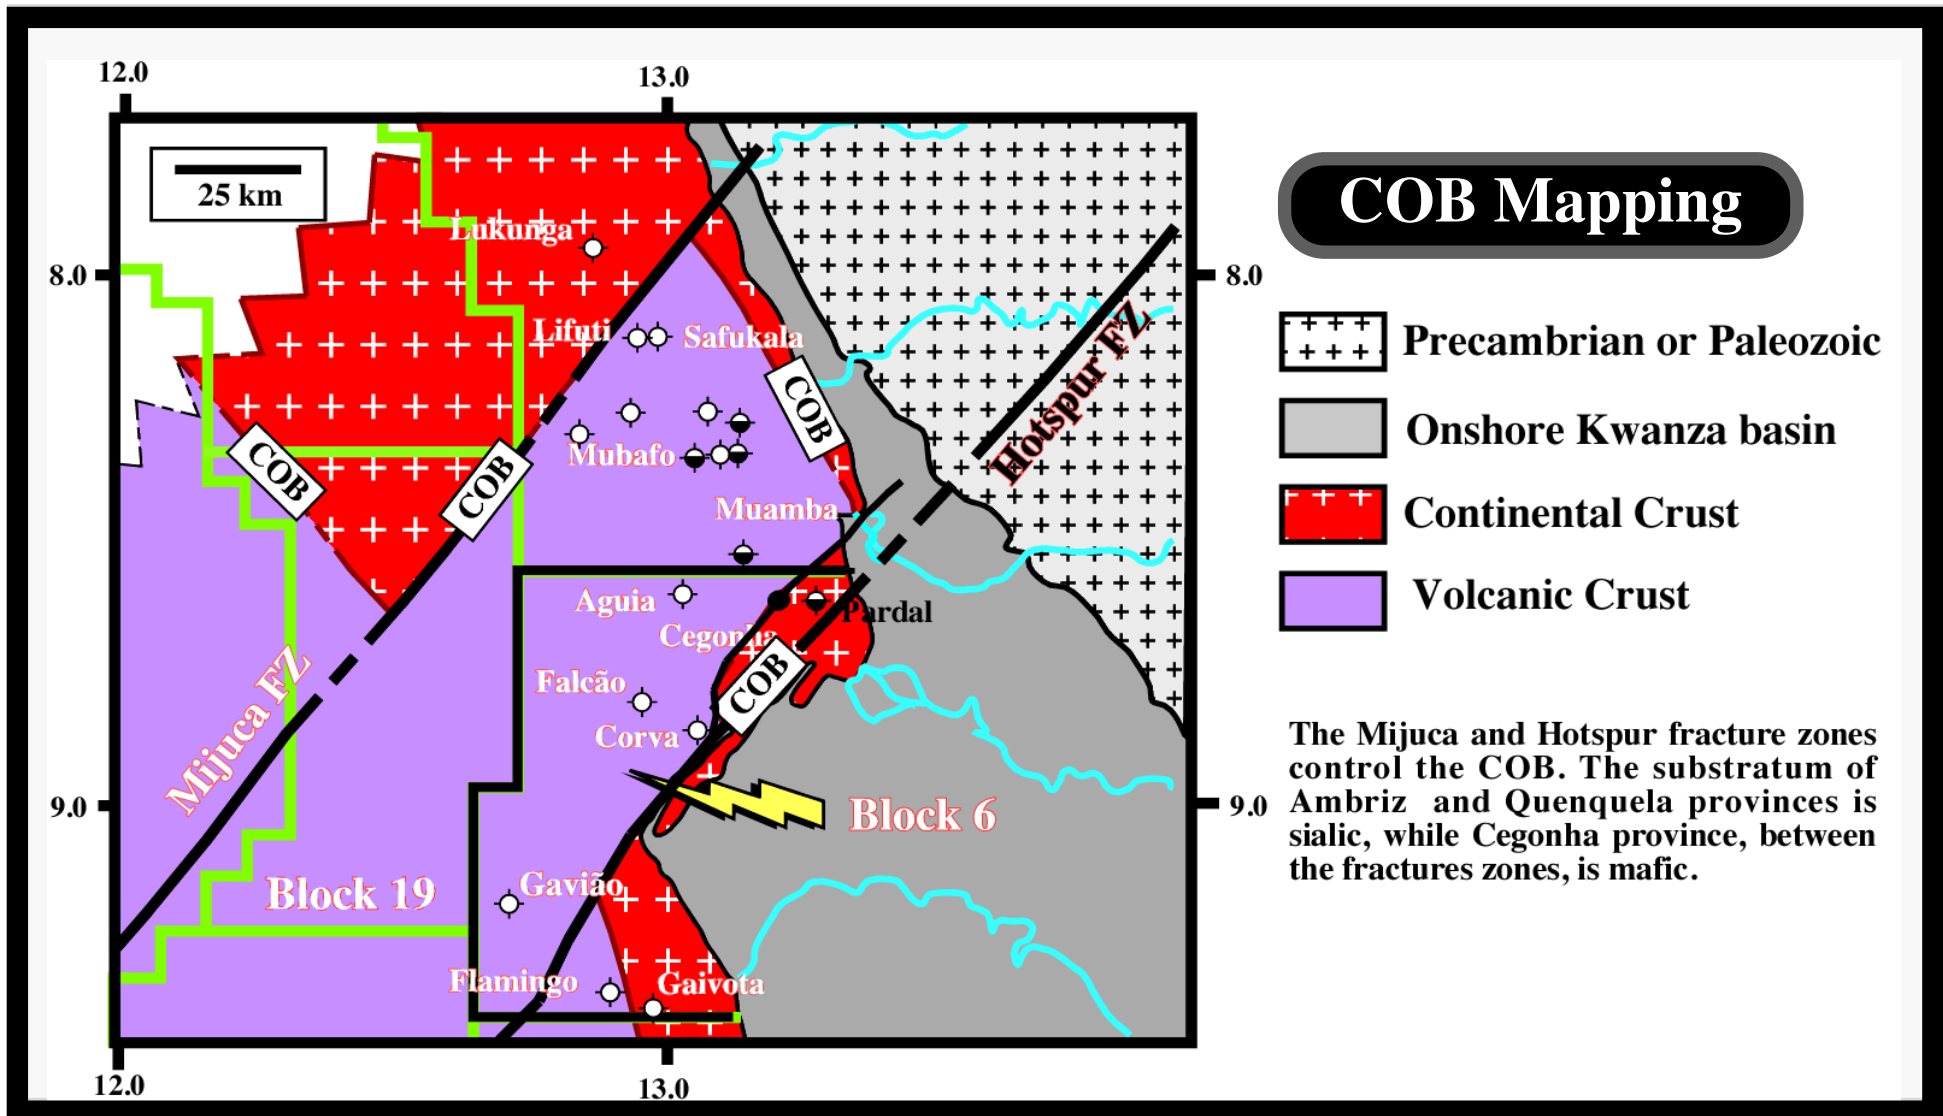 12.0
13.0
25 km
COB Mapping
Lukunga
8.0
8.0
Lifuti
Safukala
Hotspur FZ
Precambrian or Paleozoic
COB
Onshore Kwanza basin
Mubafo
COB
COB
Muamba
Continental Crust
Aguia
Pardal
Volcanic Crust
Cegonha
Mijuca FZ
Falcão
COB
Corva
The Mijuca and Hotspur fracture zones
control the COB. The substratum of
Ambriz and Quenquela provinces is
sialic, while Cegonha province, between
the fractures zones, is mafic.
9.0
Block 6
9.0
Block 19
Gavião
Flamingo
Gaivota
12.0
13.0